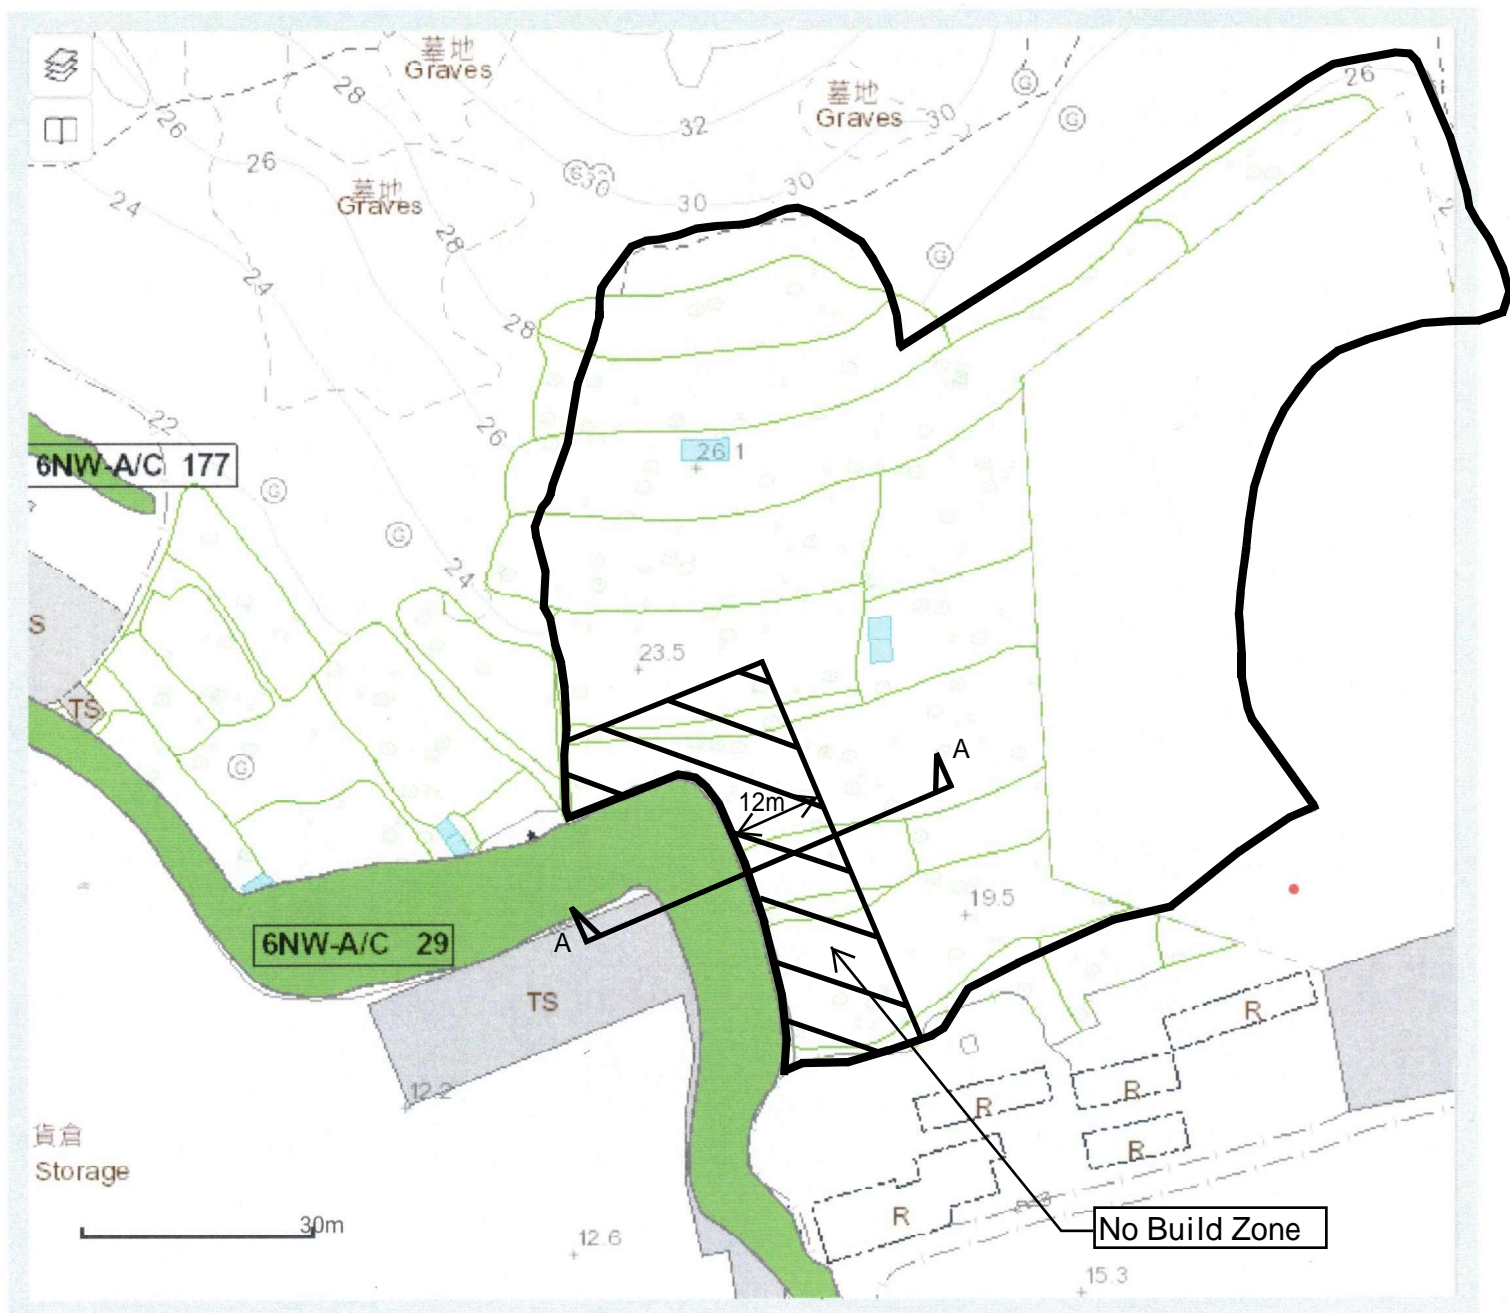 墓地
Graves
28
26
26
24
24
28
28
26
24
22
32
墓地
Graves
30
30
30
30
墓地
Graves
G
G
G
26
6NW-A/C 177
G
G
26 1
S
TS
G
23.5
A
12m
19.5
6NW-A/C 29
A
TS
12.2
R
R
R
R
R
貨倉
Storage
30m
12.6
No Build Zone
15.3